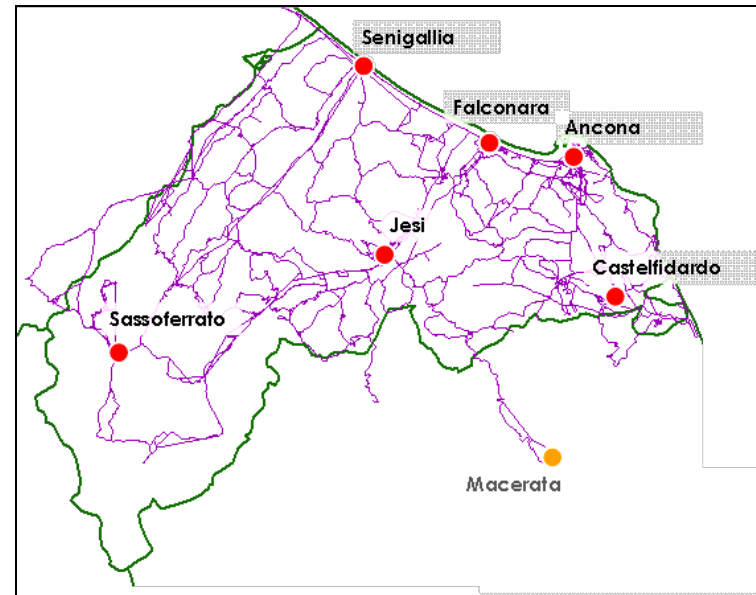 Senigallia
Falconara
Ancona
Jesi
Castelfidardo
Sassoferrato
Macerata